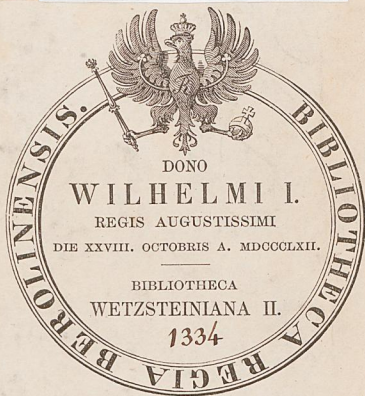 BIBLIOTHECA REGIA BEROLINENSIS.
DONO
WILHELMI I.
REGIS AUGUSTISSIMI
DIE XXVIII. OCTOBRIS A. MDCCCLXII.
BIBLIOTHECA
WETZSTEINIANA II.
1334